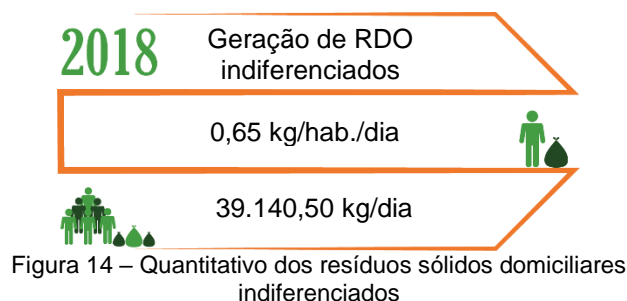 2018
Geração de RDO
indiferenciados
0,65 kg/hab./dia
39.140,50 kg/dia
Figura 14 – Quantitativo dos resíduos sólidos domiciliares
indiferenciados